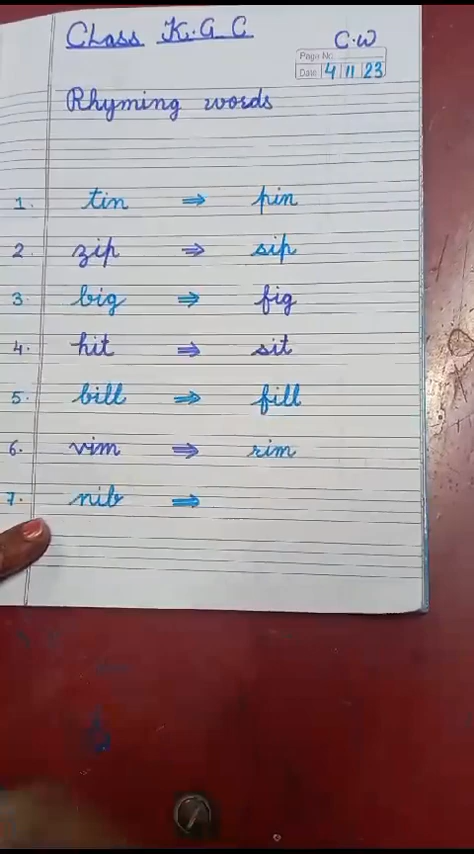 Class K.G C
C.W
Page No.
Date 4 11 23
Rhyming words
1. tin ⇒ pin
2. zip ⇒ sip
3. big ⇒ fig
4. hit ⇒ sit
5. bill ⇒ fill
6. vim ⇒ rim
7. nib ⇒